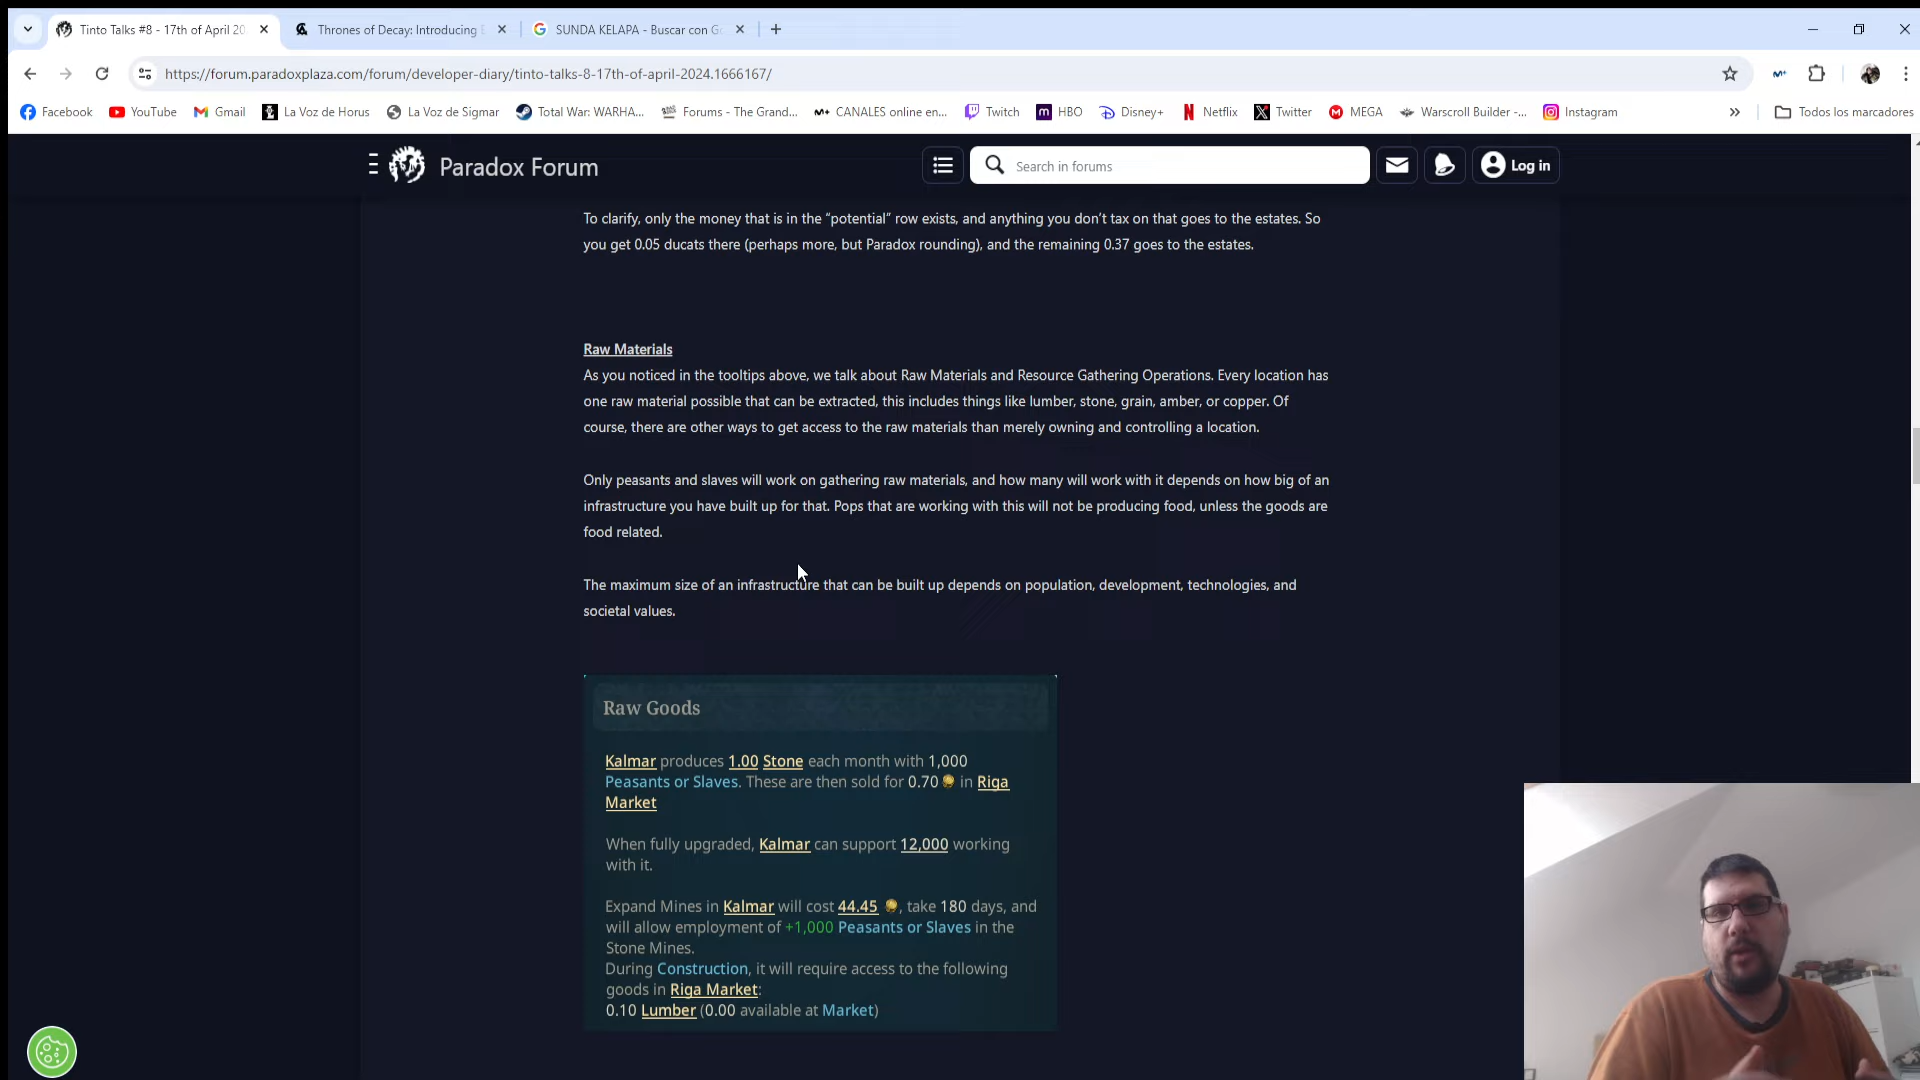 Tinto Talks #8 - 17th of April 20
Thrones of Decay: Introducing E
SUNDA KELAPA - Buscar con Go
https://forum.paradoxplaza.com/forum/developer-diary/tinto-talks-8-17th-of-april-2024.1666167/
Facebook YouTube Gmail La Voz de Horus La Voz de Sigmar Total War: WARHA... Forums - The Grand... CANALES online en... Twitch HBO Disney+ Netflix Twitter MEGA Warscroll Builder -... Instagram » Todos los marcadores
Paradox Forum Search in forums Log in
To clarify, only the money that is in the “potential” row exists, and anything you don’t tax on that goes to the estates. So
you get 0.05 ducats there (perhaps more, but Paradox rounding), and the remaining 0.37 goes to the estates.
Raw Materials
As you noticed in the tooltips above, we talk about Raw Materials and Resource Gathering Operations. Every location has
one raw material possible that can be extracted, this includes things like lumber, stone, grain, amber, or copper. Of
course, there are other ways to get access to the raw materials than merely owning and controlling a location.
Only peasants and slaves will work on gathering raw materials, and how many will work with it depends on how big of an
infrastructure you have built up for that. Pops that are working with this will not be producing food, unless the goods are
food related.
The maximum size of an infrastructure that can be built up depends on population, development, technologies, and
societal values.
Raw Goods
Kalmar produces 1.00 Stone each month with 1,000
Peasants or Slaves. These are then sold for 0.70 in Riga
Market
When fully upgraded, Kalmar can support 12,000 working
with it.
Expand Mines in Kalmar will cost 44.45 , take 180 days, and
will allow employment of +1,000 Peasants or Slaves in the
Stone Mines.
During Construction, it will require access to the following
goods in Riga Market:
0.10 Lumber (0.00 available at Market)